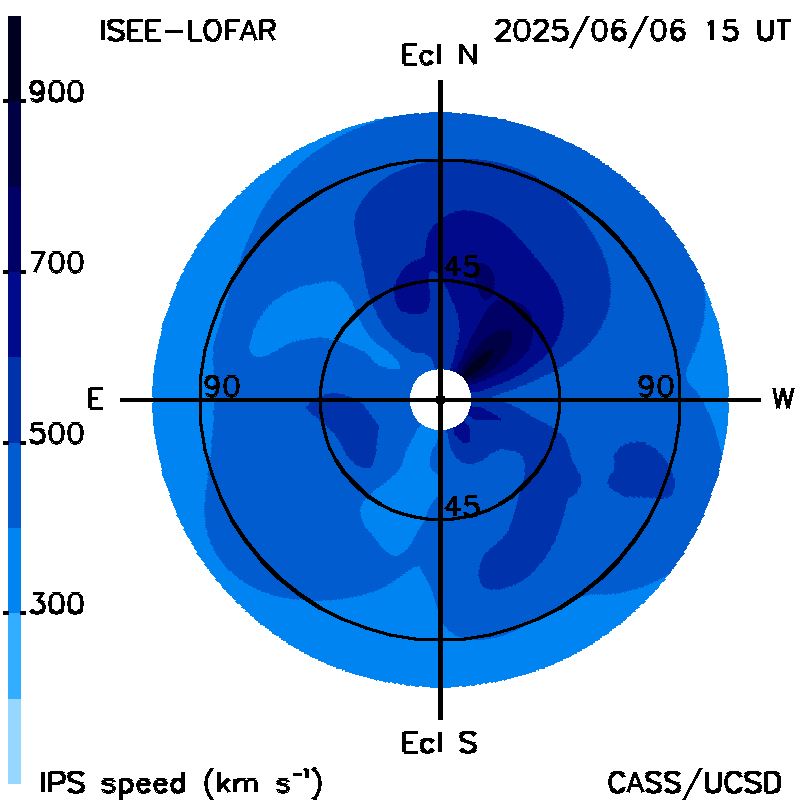 ISEE-LOFAR 2025/06/06 15 UT
Ecl N
900
700
45
E 90 90 W
500
45
300
Ecl S
IPS speed (km s⁻¹) CASS/UCSD